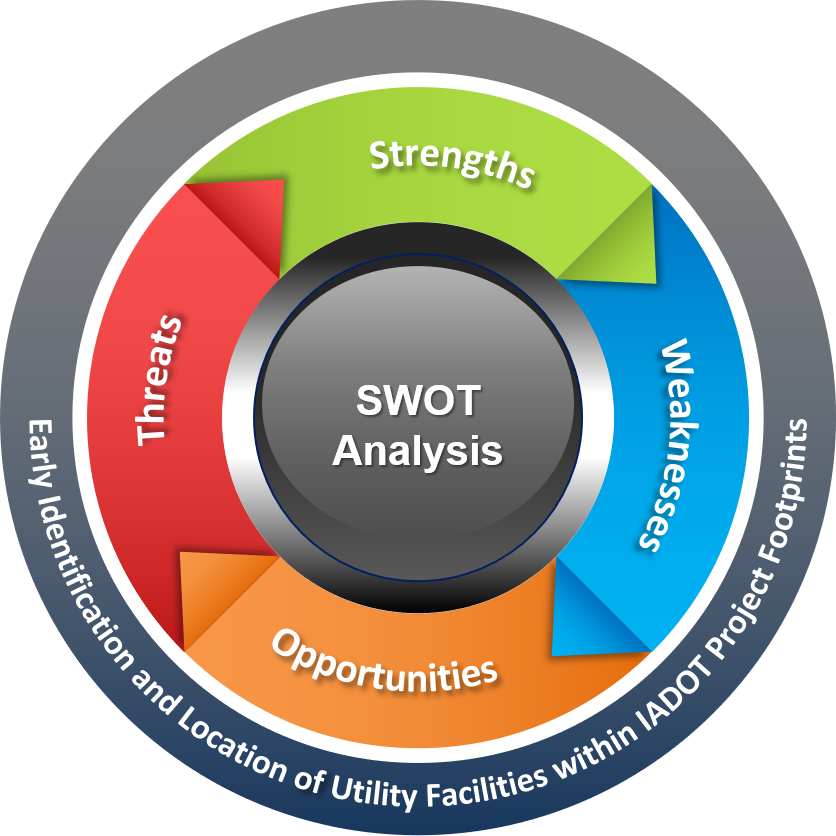 Strengths
Weaknesses
Opportunities
Threats
SWOT
Analysis
Early Identification and Location of Utility Facilities within IADOT Project Footprints